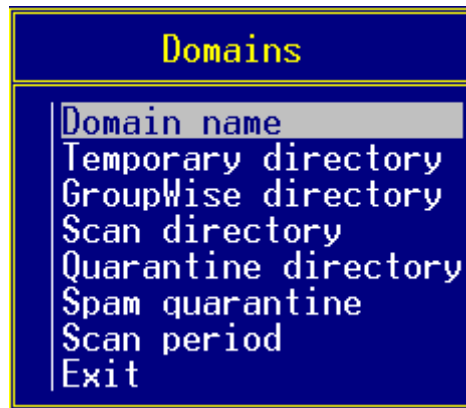 Domains
Domain name
Temporary directory
GroupWise directory
Scan directory
Quarantine directory
Spam quarantine
Scan period
Exit